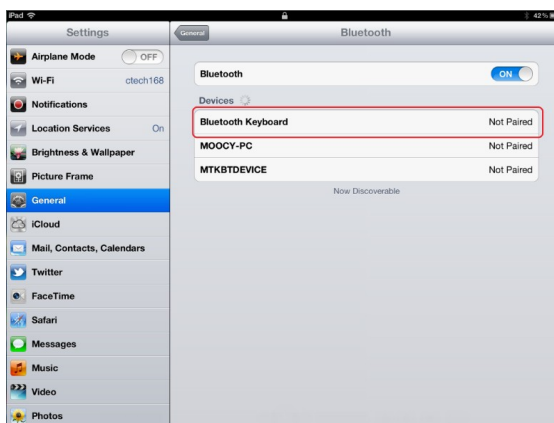 iPad 42%
Settings
General Bluetooth
Airplane Mode OFF
Wi-Fi ctech168
Notifications
Location Services On
Brightness & Wallpaper
Picture Frame
General
iCloud
Mail, Contacts, Calendars
Twitter
FaceTime
Safari
Messages
Music
Video
Photos
Bluetooth ON
Devices
Bluetooth Keyboard Not Paired
MOOCY-PC Not Paired
MTKBTDEVICE Not Paired
Now Discoverable